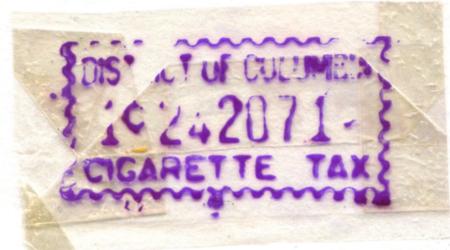 DISTRICT OF COLUMBIA
1¢ 242071
CIGARETTE TAX